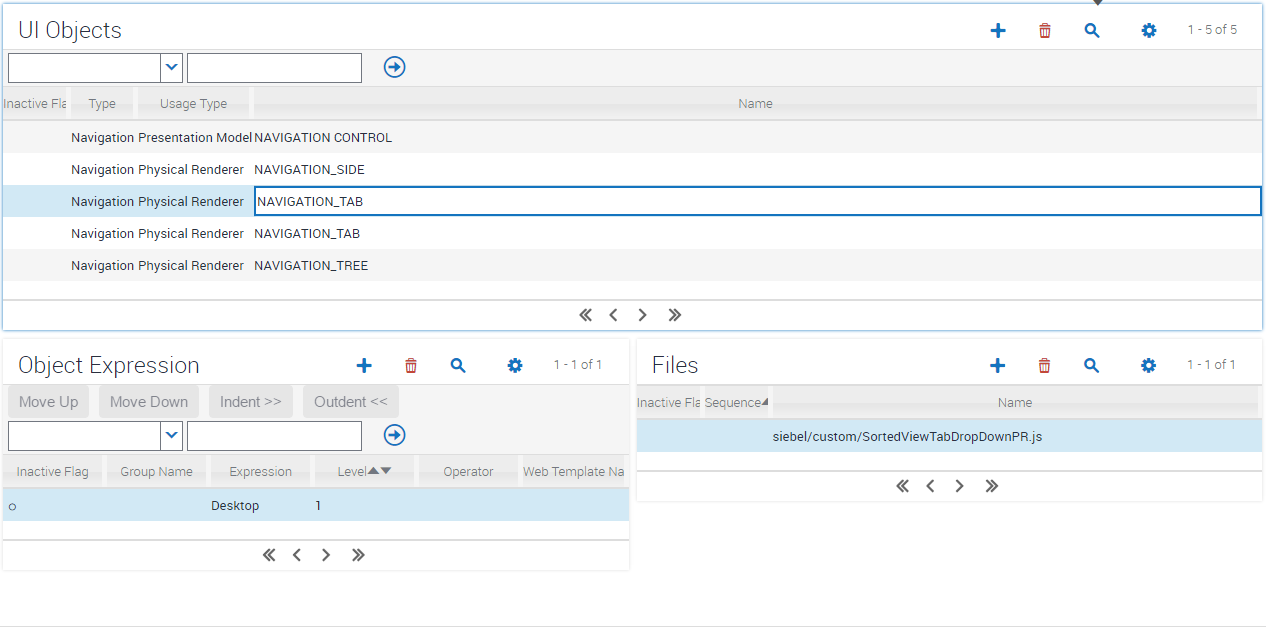 UI Objects
1 - 5 of 5
Inactive Fla Type Usage Type Name
Navigation Presentation Model NAVIGATION CONTROL
Navigation Physical Renderer NAVIGATION_SIDE
Navigation Physical Renderer NAVIGATION_TAB
Navigation Physical Renderer NAVIGATION_TAB
Navigation Physical Renderer NAVIGATION_TREE
Object Expression
1 - 1 of 1
Move Up Move Down Indent >> Outdent <<
Inactive Flag Group Name Expression Level Operator Web Template Na
Desktop 1
Files
1 - 1 of 1
Inactive Fla Sequence Name
siebel/custom/SortedViewTabDropDownPR.js